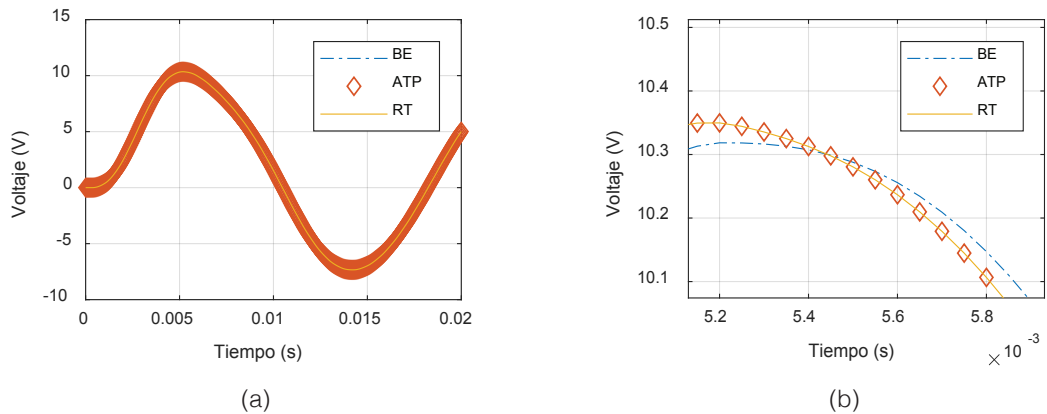 15
10
5
0
-5
-10
Voltaje (V)
BE
ATP
RT
0
0.005
0.01
0.015
0.02
Tiempo (s)
(a)
10.5
10.4
10.3
10.2
10.1
Voltaje (V)
BE
ATP
RT
5.2
5.4
5.6
5.8
Tiempo (s)
× 10 -3
(b)